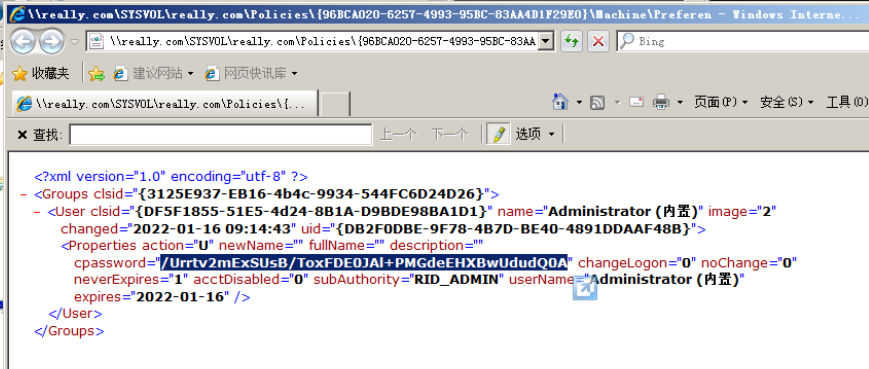 \\really.com\SYSVOL\really.com\Policies\{96BCA020-6257-4993-95BC-83AA4D1F29E0}\Machine\Preferen - Windows Interne...
\\really.com\SYSVOL\really.com\Policies\{96BCA020-6257-4993-95BC-83AA
Bing
收藏夹 建议网站 网页快讯库
\\really.com\SYSVOL\really.com\Policies\{... 页面(P) 安全(S) 工具(O)
查找: 上一个 下一个 选项
<?xml version="1.0" encoding="utf-8" ?>
- <Groups clsid="{3125E937-EB16-4b4c-9934-544FC6D24D26}">
- <User clsid="{DF5F1855-51E5-4d24-8B1A-D9BDE98BA1D1}" name="Administrator (内置)" image="2"
changed="2022-01-16 09:14:43" uid="{DB2F0DBE-9F78-4B7D-BE40-4891DDAAF48B}">
<Properties action="U" newName="" fullName="" description=""
cpassword="/Urrtv2mExSUsB/ToxFDE0JAl+PMGdeEHXBwUdudQ0A" changeLogon="0" noChange="0"
neverExpires="1" acctDisabled="0" subAuthority="RID_ADMIN" userName="Administrator (内置)"
expires="2022-01-16" />
</User>
</Groups>